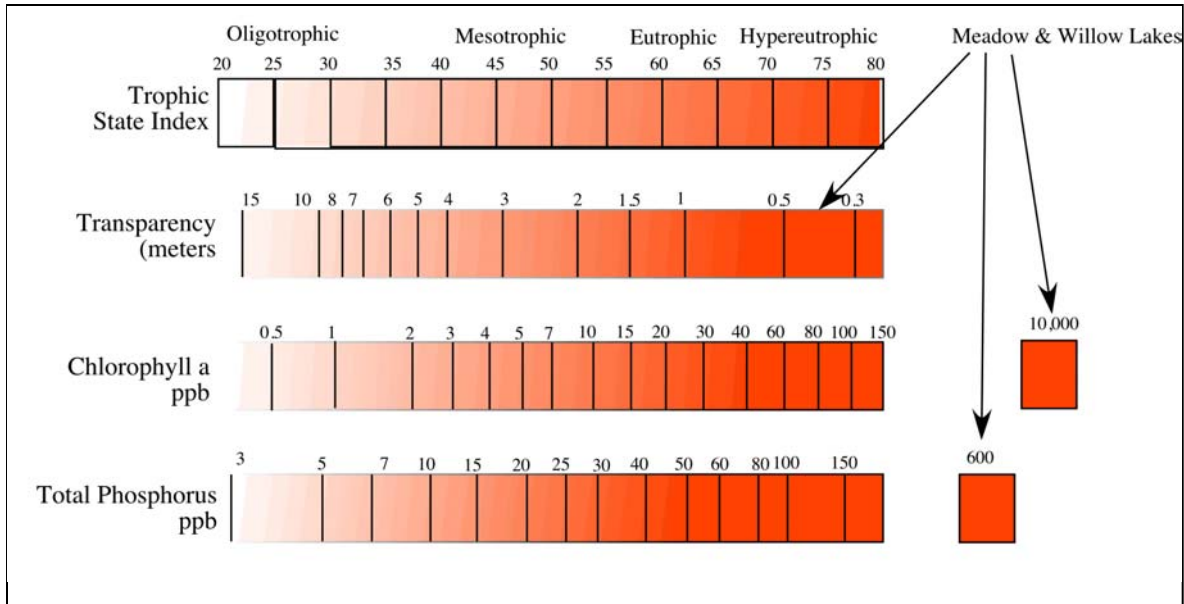 Oligotrophic Mesotrophic Eutrophic Hypereutrophic Meadow & Willow Lakes
20 25 30 35 40 45 50 55 60 65 70 75 80
Trophic
State Index
15 10 8 7 6 5 4 3 2 1.5 1 0.5 0.3
Transparency
(meters
0.5 1 2 3 4 5 7 10 15 20 30 40 60 80 100 150 10,000
Chlorophyll a
ppb
3 5 7 10 15 20 25 30 40 50 60 80 100 150 600
Total Phosphorus
ppb